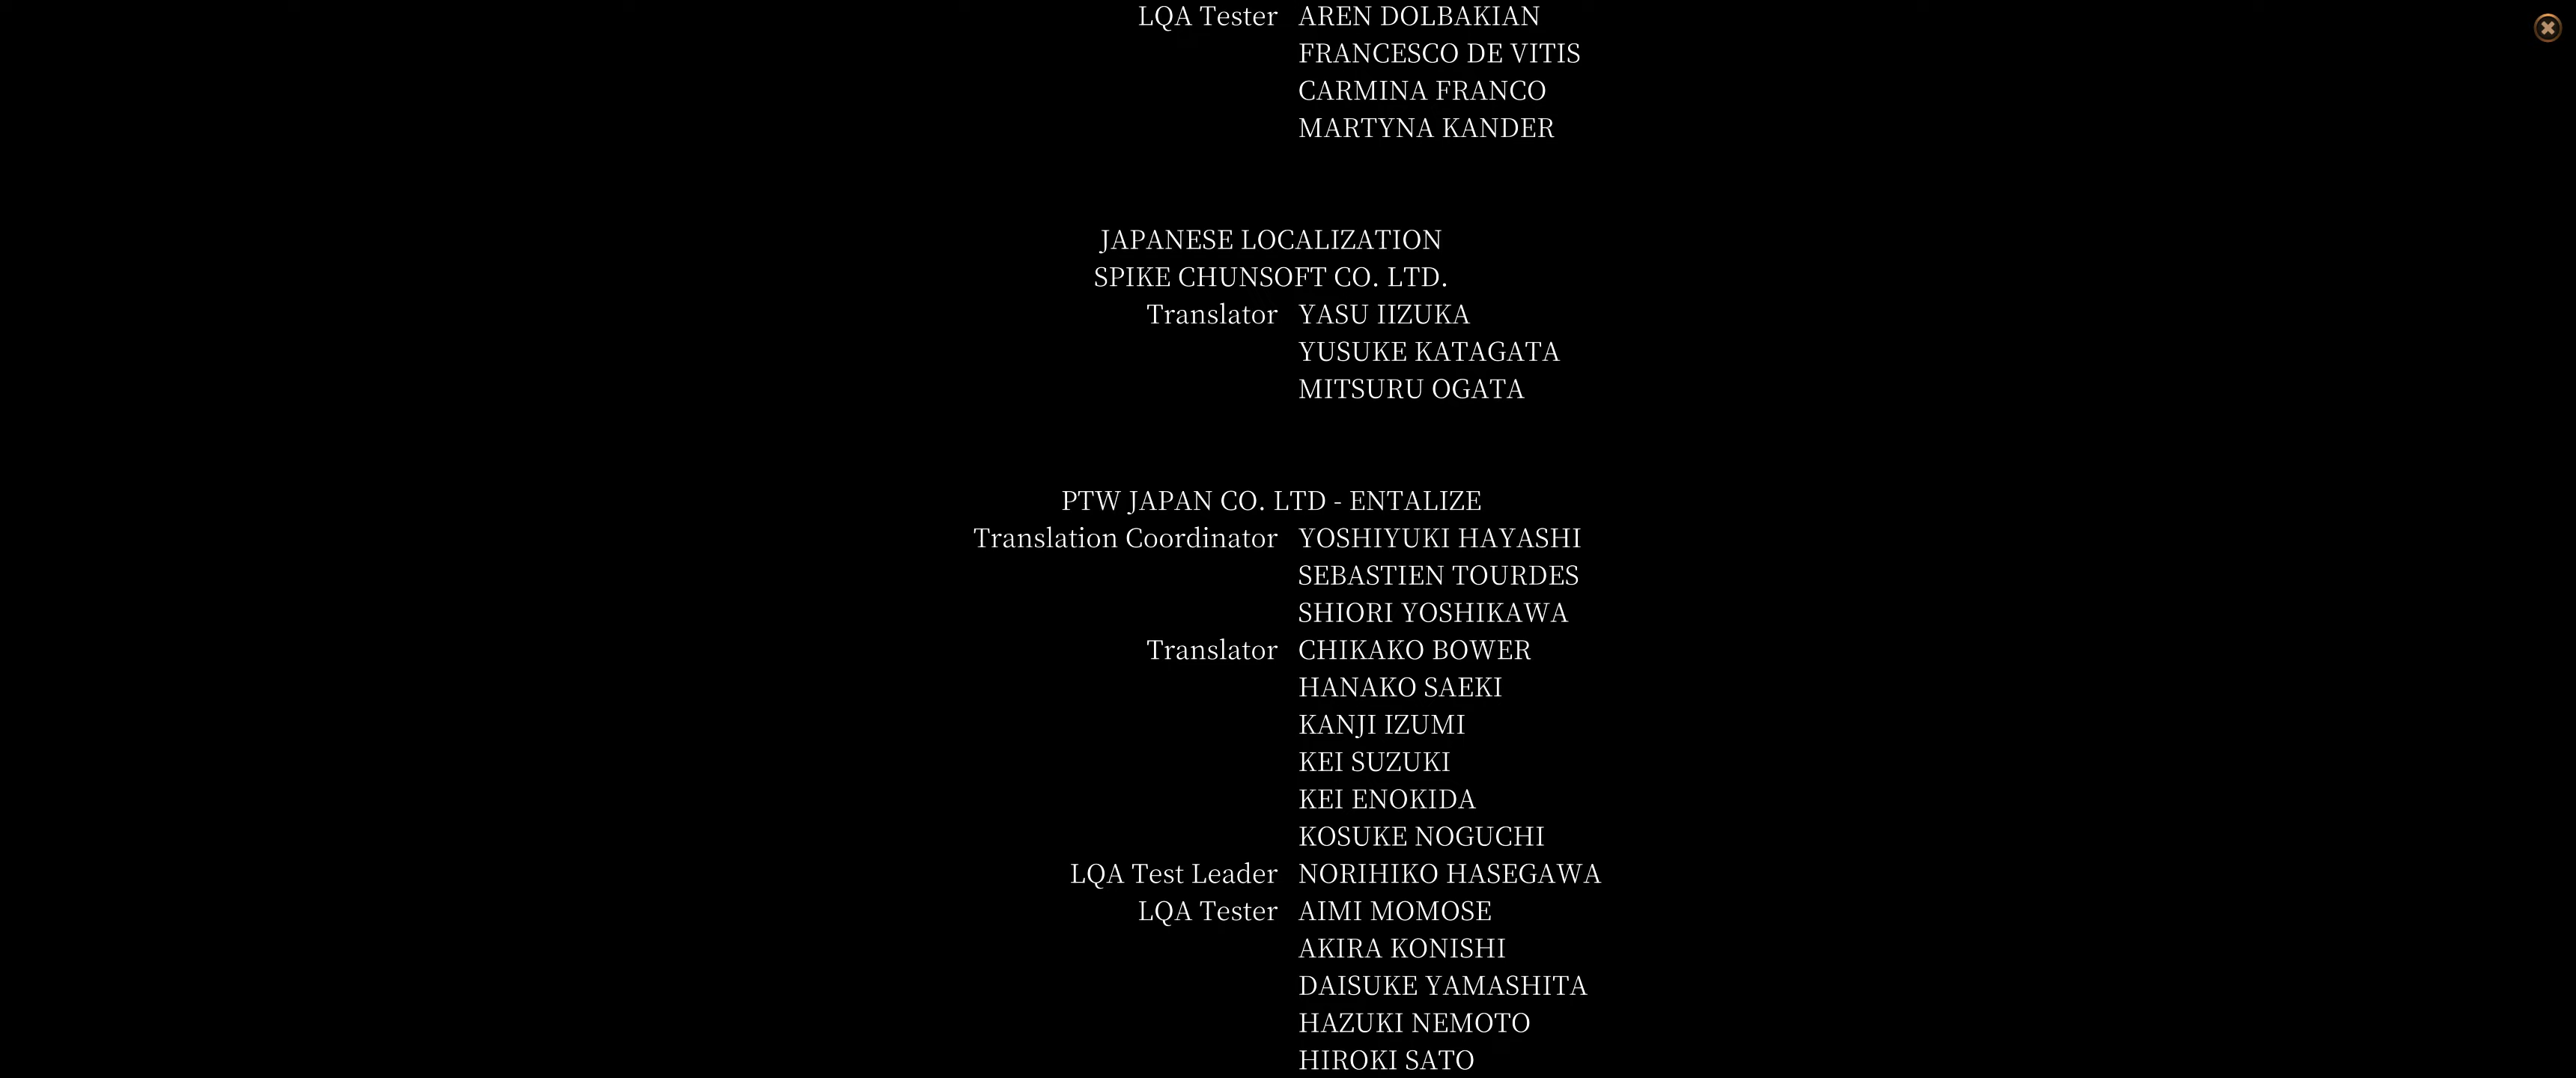 LQA Tester AREN DOLBAKIAN
FRANCESCO DE VITIS
CARMINA FRANCO
MARTYNA KANDER
JAPANESE LOCALIZATION
SPIKE CHUNSOFT CO. LTD.
Translator YASU IIZUKA
YUSUKE KATAGATA
MITSURU OGATA
PTW JAPAN CO. LTD - ENTALIZE
Translation Coordinator YOSHIYUKI HAYASHI
SEBASTIEN TOURDES
SHIORI YOSHIKAWA
Translator CHIKAKO BOWER
HANAKO SAEKI
KANJI IZUMI
KEI SUZUKI
KEI ENOKIDA
KOSUKE NOGUCHI
LQA Test Leader NORIHIKO HASEGAWA
LQA Tester AIMI MOMOSE
AKIRA KONISHI
DAISUKE YAMASHITA
HAZUKI NEMOTO
HIROKI SATO